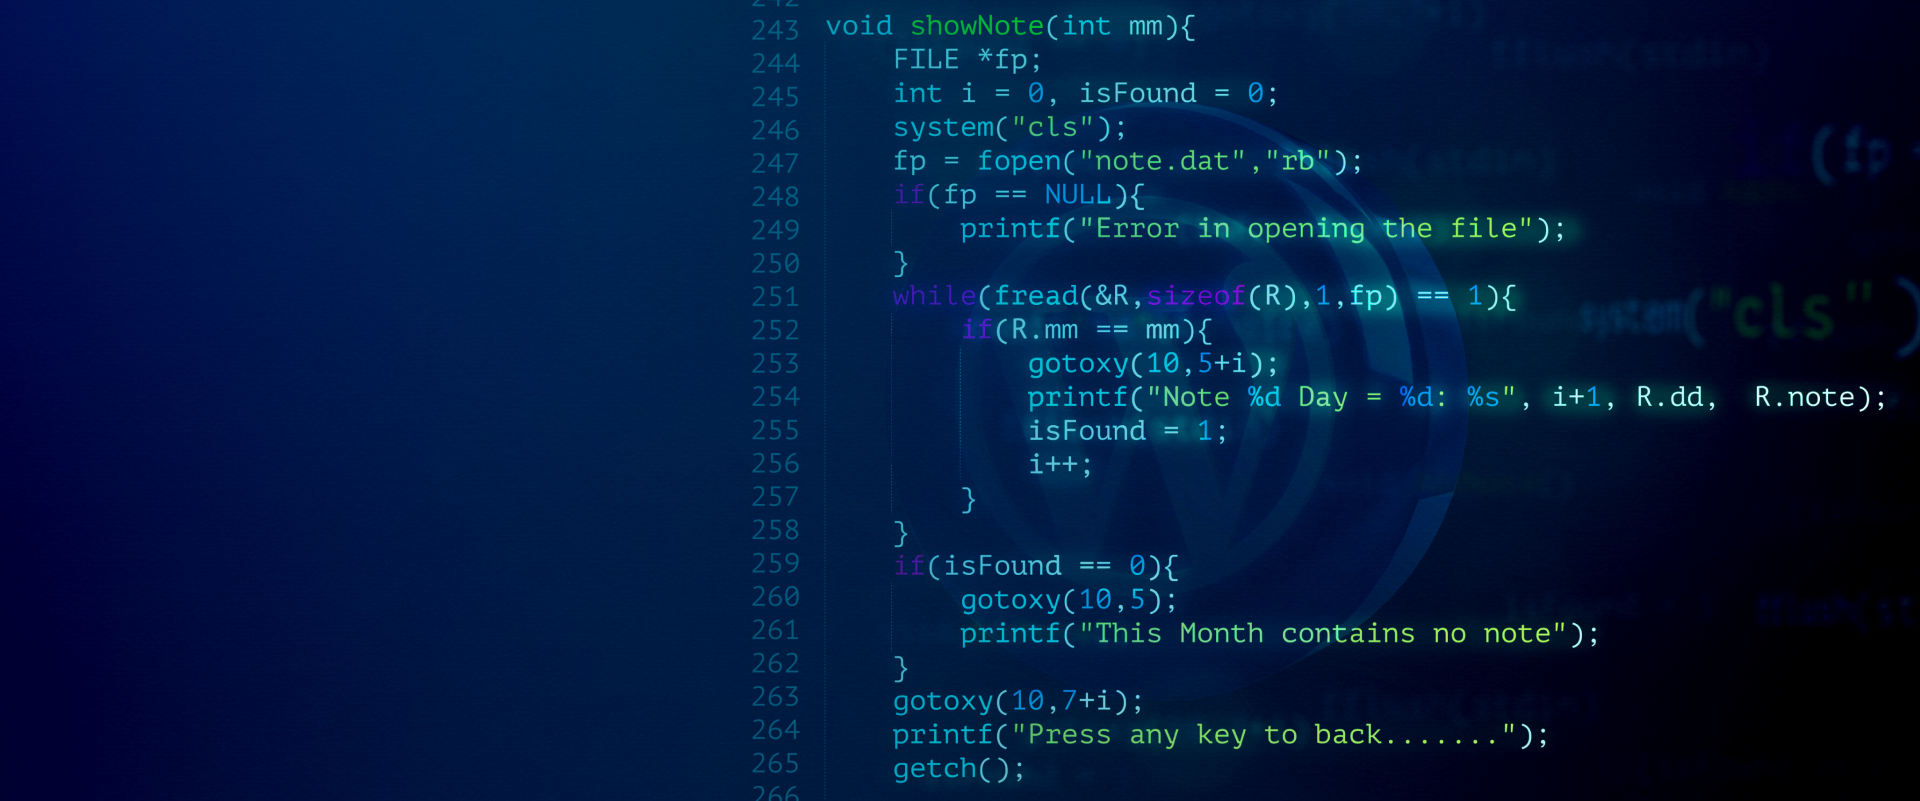 242
243 void showNote(int mm){
244 FILE *fp;
245 int i = 0, isFound = 0;
246 system("cls");
247 fp = fopen("note.dat","rb");
248 if(fp == NULL){
249 printf("Error in opening the file");
250 }
251 while(fread(&R,sizeof(R),1,fp) == 1){
252 if(R.mm == mm){
253 gotoxy(10,5+i);
254 printf("Note %d Day = %d: %s", i+1, R.dd,  R.note);
255 isFound = 1;
256 i++;
257 }
258 }
259 if(isFound == 0){
260 gotoxy(10,5);
261 printf("This Month contains no note");
262 }
263 gotoxy(10,7+i);
264 printf("Press any key to back.......");
265 getch();
266
(fp
system("cls")